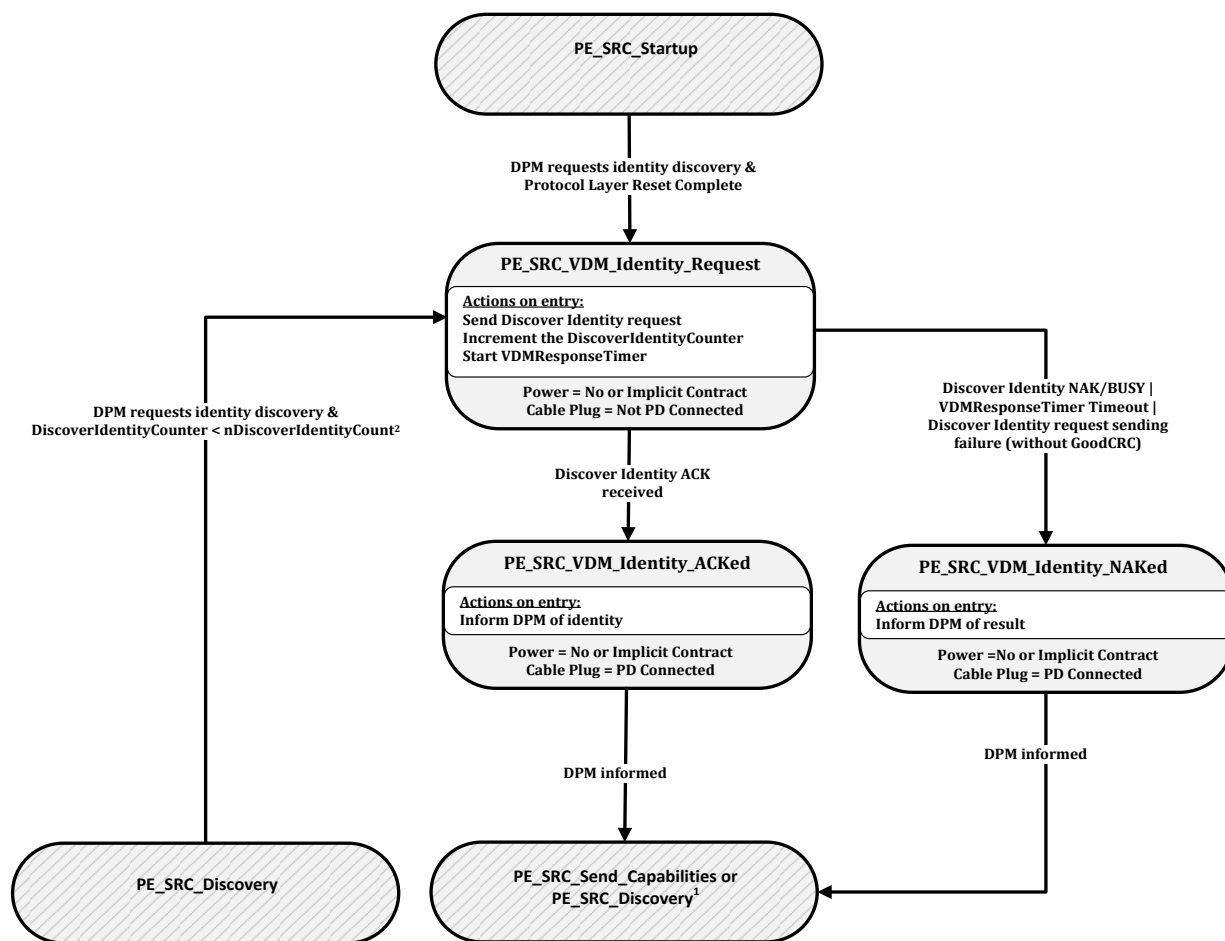 PE_SRC_Startup
DPM requests identity discovery &
Protocol Layer Reset Complete
PE_SRC_VDM_Identity_Request
Actions on entry:
Send Discover Identity request
Increment the DiscoverIdentityCounter
Start VDMResponseTimer
Power = No or Implicit Contract
Cable Plug = Not PD Connected
DPM requests identity discovery &
DiscoverIdentityCounter < nDiscoverIdentityCount²
Discover Identity NAK/BUSY |
VDMResponseTimer Timeout |
Discover Identity request sending
failure (without GoodCRC)
Discover Identity ACK
received
PE_SRC_VDM_Identity_ACKed
Actions on entry:
Inform DPM of identity
Power = No or Implicit Contract
Cable Plug = PD Connected
PE_SRC_VDM_Identity_NAKed
Actions on entry:
Inform DPM of result
Power =No or Implicit Contract
Cable Plug = PD Connected
DPM informed
DPM informed
PE_SRC_Discovery
PE_SRC_Send_Capabilities or
PE_SRC_Discovery¹